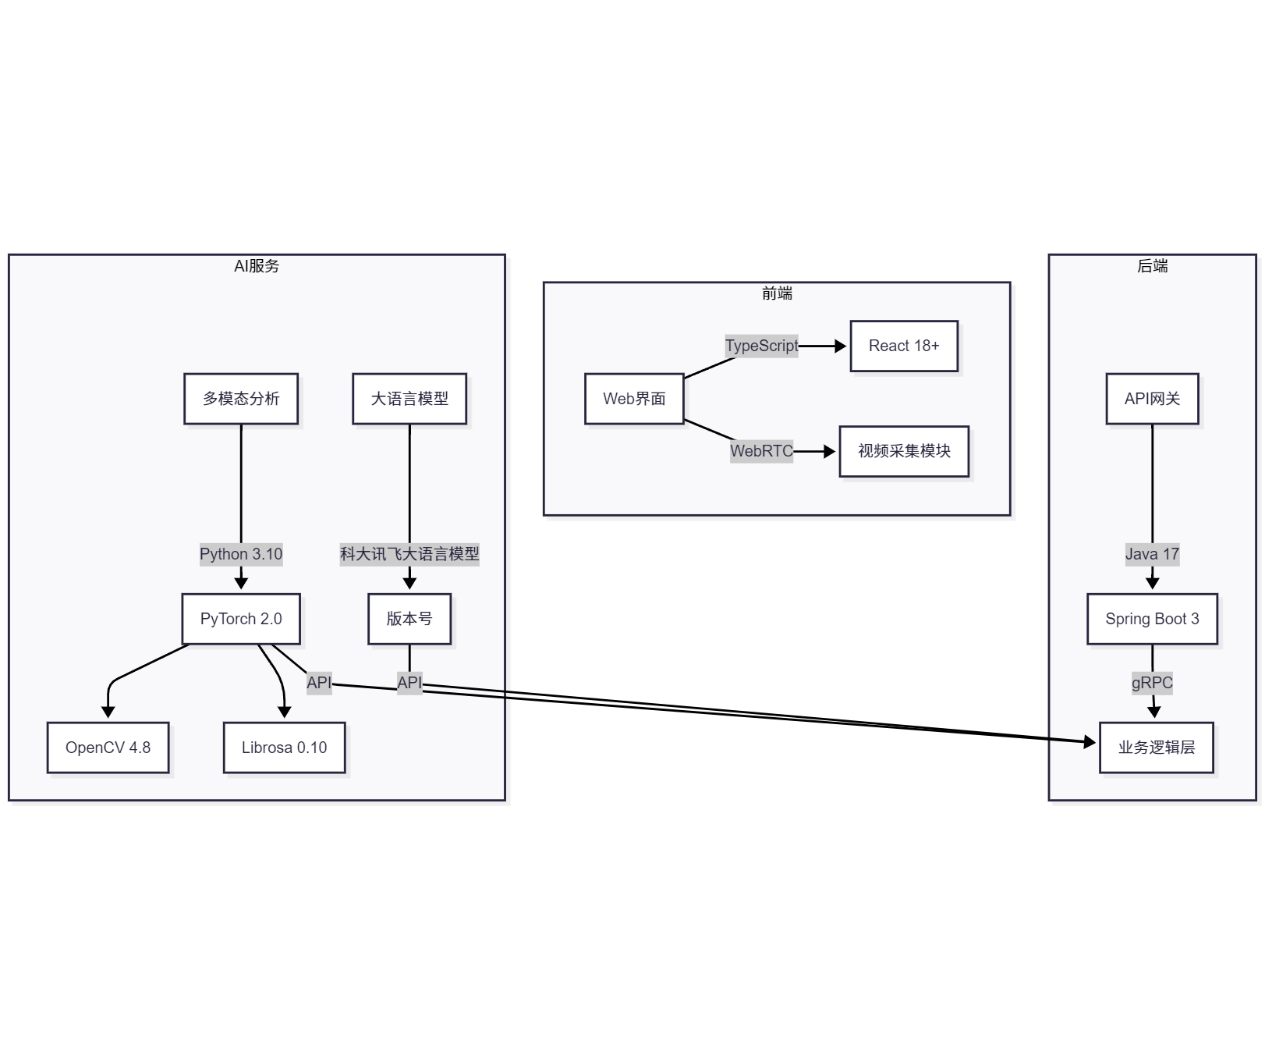 AI服务
多模态分析
大语言模型
Python 3.10
科大讯飞大语言模型
PyTorch 2.0
版本号
API
API
OpenCV 4.8
Librosa 0.10
前端
Web界面
TypeScript
React 18+
WebRTC
视频采集模块
后端
API网关
Java 17
Spring Boot 3
gRPC
业务逻辑层